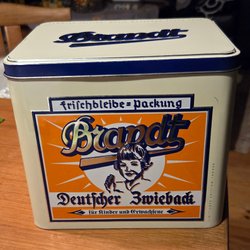 Brandt
Frischbleibe=Packung
Brandt
Deutscher Zwieback
für Kinder und Erwachsene